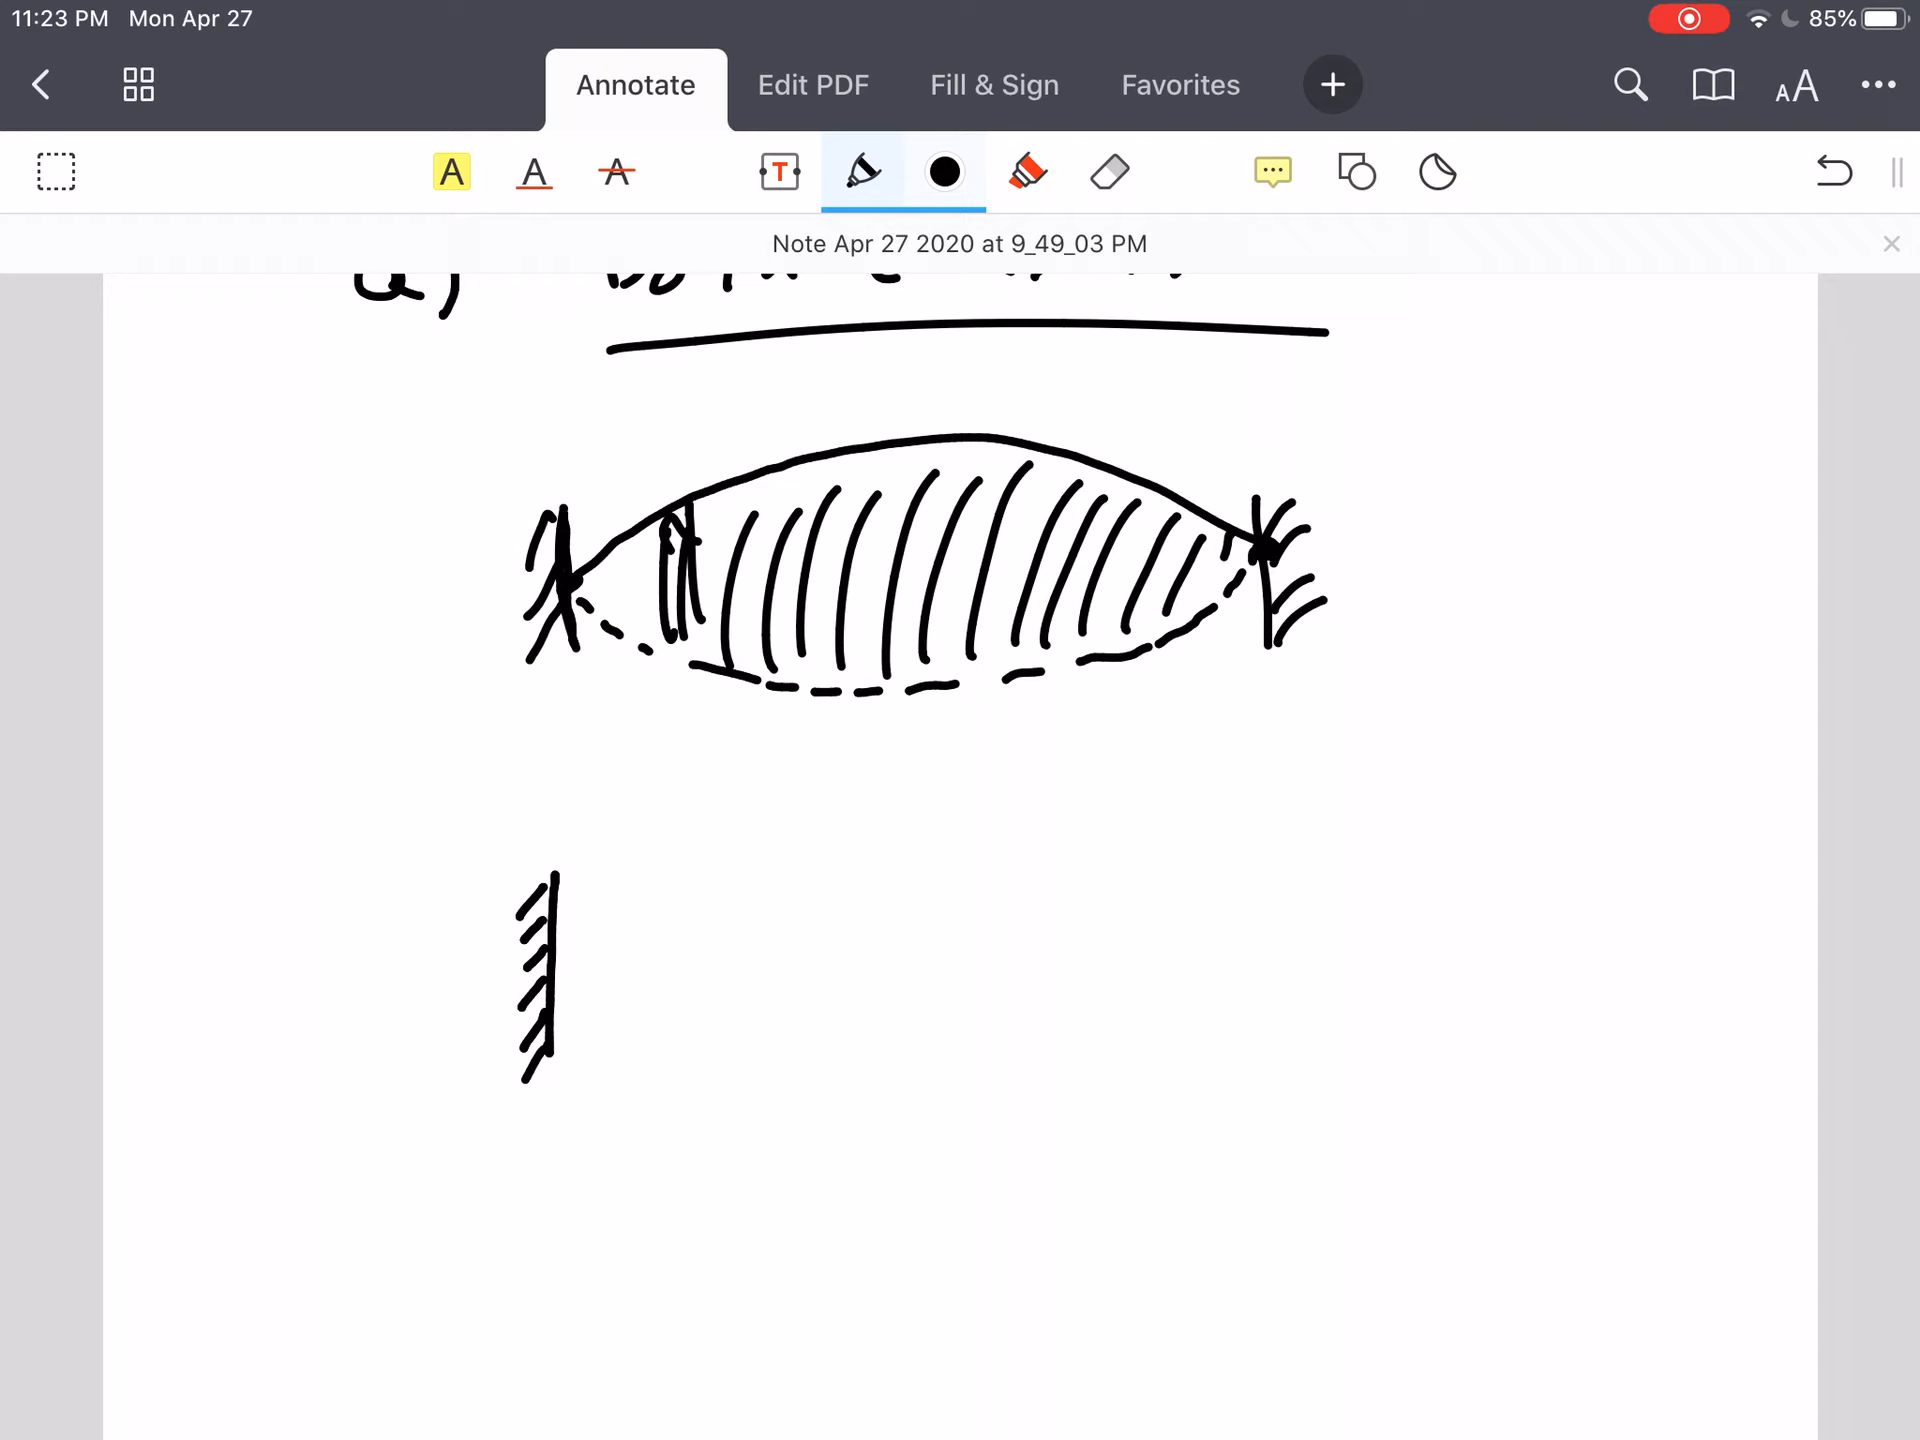 11:23 PM Mon Apr 27 85%
Annotate Edit PDF Fill & Sign Favorites AA
A A A T
Note Apr 27 2020 at 9_49_03 PM